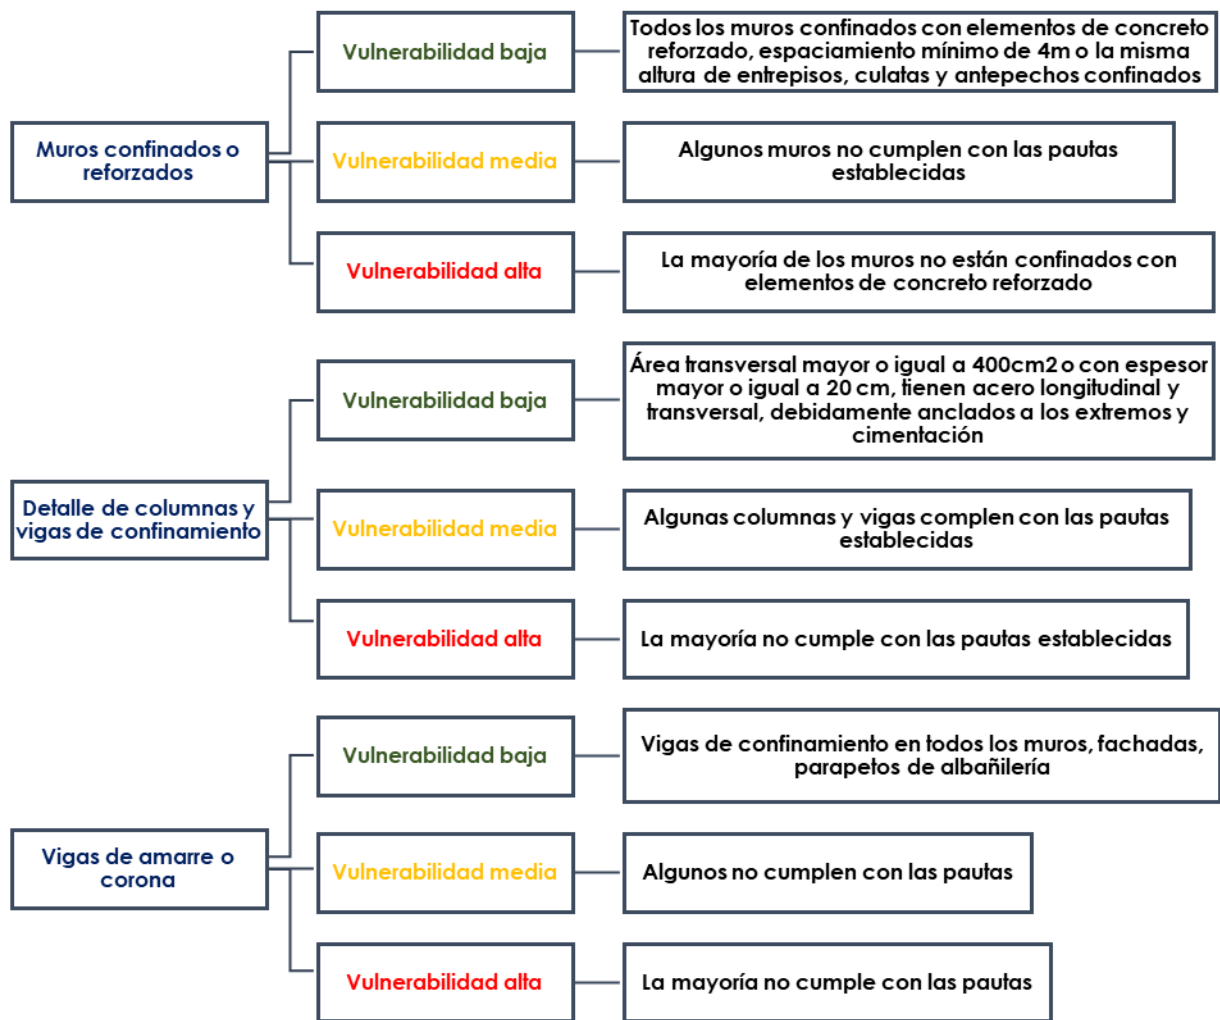 Vulnerabilidad baja
Todos los muros confinados con elementos de concreto
reforzado, espaciamiento mínimo de 4m o la misma
altura de entrepisos, culatas y antepechos confinados
Muros confinados o
reforzados
Vulnerabilidad media
Algunos muros no cumplen con las pautas
establecidas
Vulnerabilidad alta
La mayoría de los muros no están confinados con
elementos de concreto reforzado
Vulnerabilidad baja
Área transversal mayor o igual a 400cm2 o con espesor
mayor o igual a 20 cm, tienen acero longitudinal y
transversal, debidamente anclados a los extremos y
cimentación
Detalle de columnas y
vigas de confinamiento
Vulnerabilidad media
Algunas columnas y vigas complen con las pautas
establecidas
Vulnerabilidad alta
La mayoría no cumple con las pautas establecidas
Vulnerabilidad baja
Vigas de confinamiento en todos los muros, fachadas,
parapetos de albañilería
Vigas de amarre o
corona
Vulnerabilidad media
Algunos no cumplen con las pautas
Vulnerabilidad alta
La mayoría no cumple con las pautas